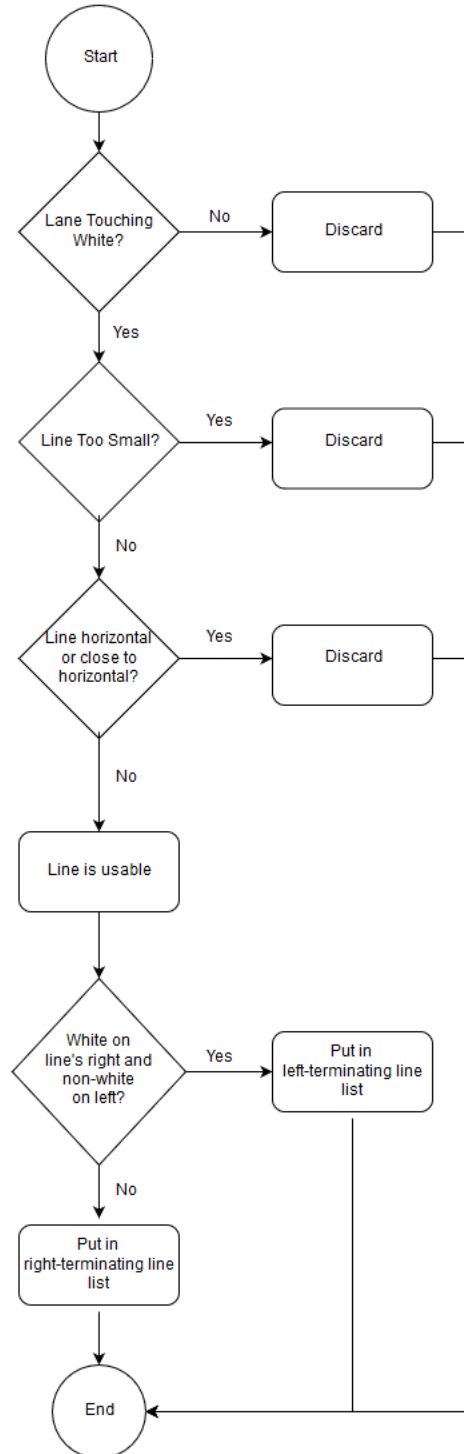 Start
Lane Touching
White?
No
Discard
Yes
Line Too Small?
Yes
Discard
No
Line horizontal
or close to
horizontal?
Yes
Discard
No
Line is usable
White on
line's right and
non-white
on left?
Yes
Put in
left-terminating line
list
No
Put in
right-terminating line
list
End